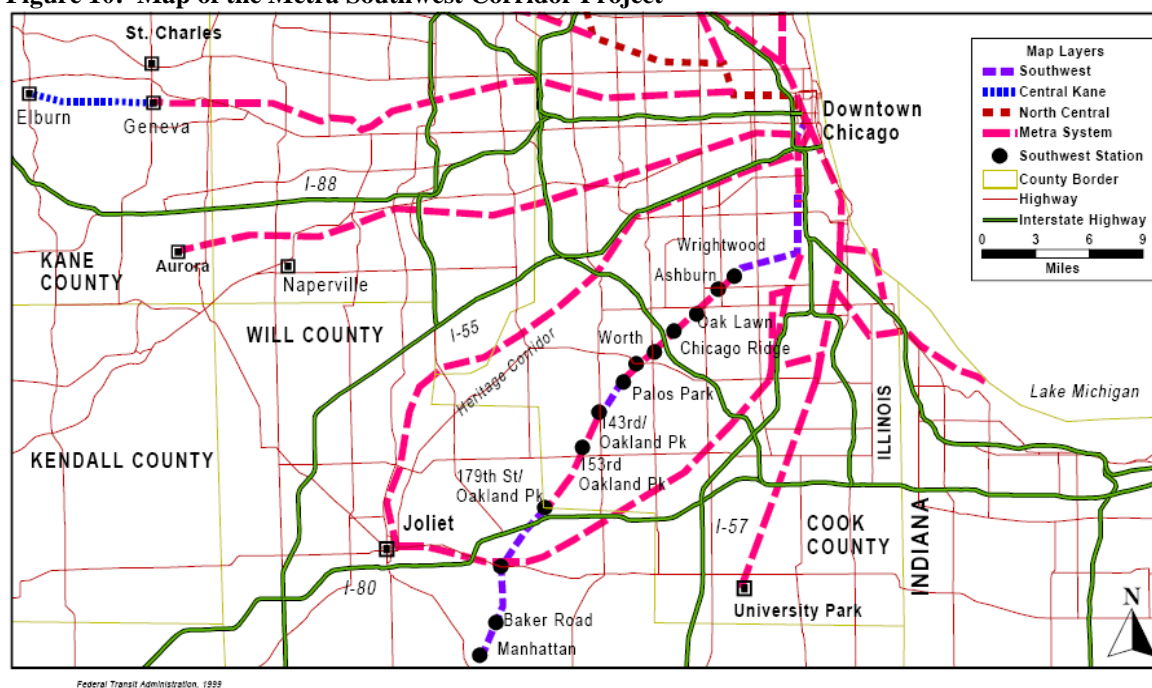 Figure 10: Map of the Metra Southwest Corridor Project
St. Charles
Elburn
Geneva
Downtown
Chicago
Map Layers
Southwest
Central Kane
North Central
Metra System
Southwest Station
County Border
Highway
Interstate Highway
0 3 6 9
Miles
I-88
KANE
COUNTY
Aurora
Naperville
Wrightwood
Ashburn
WILL COUNTY
I-55
Oak Lawn
Worth
Chicago Ridge
Heritage Corridor
Palos Park
Lake Michigan
ILLINOIS
143rd/
Oakland Pk
KENDALL COUNTY
153rd
Oakland Pk
179th St/
Oakland Pk
Joliet
I-57
COOK
COUNTY
INDIANA
I-80
University Park
N
Baker Road
Manhattan
Federal Transit Administration, 1999